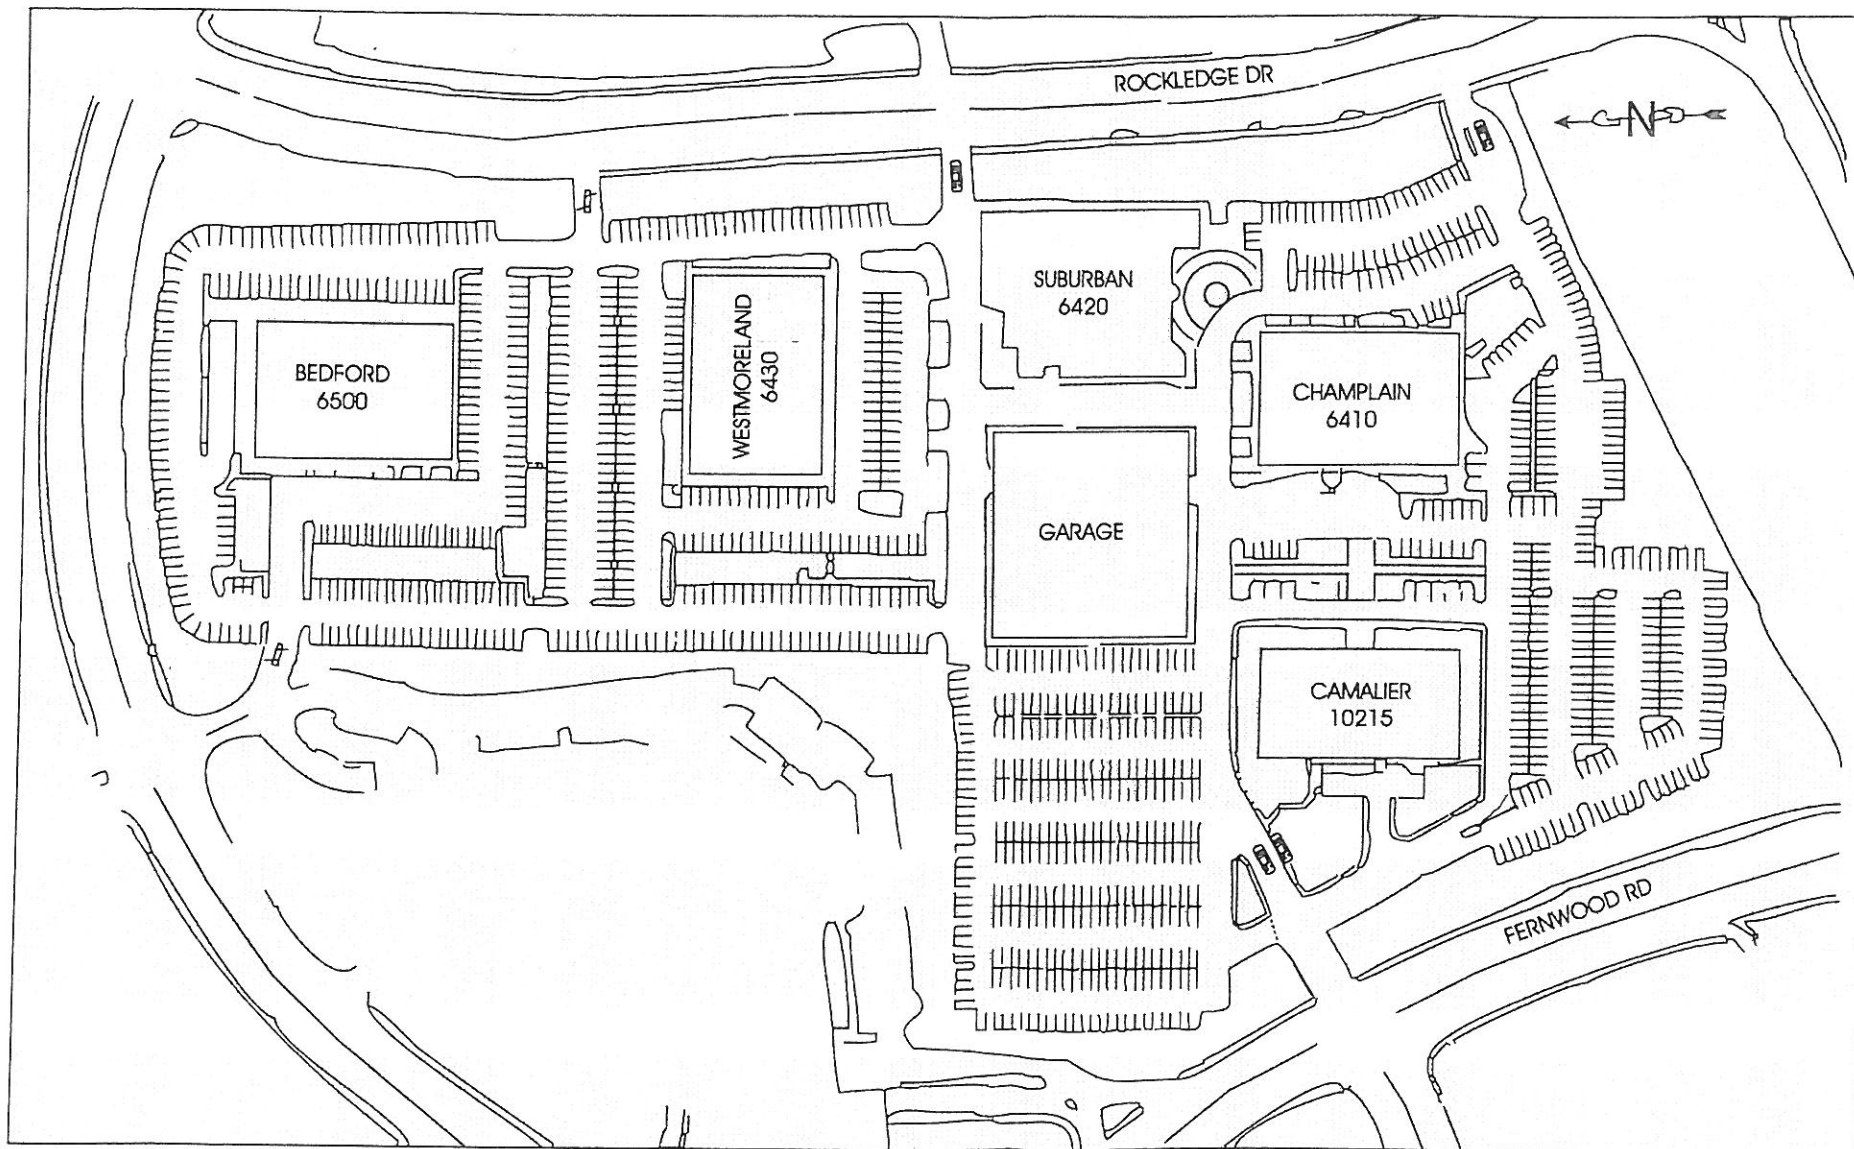 ROCKLEDGE DR
N
SUBURBAN
6420
BEDFORD
6500
WESTMORELAND
6430
CHAMPLAIN
6410
GARAGE
CAMALIER
10215
FERNWOOD RD